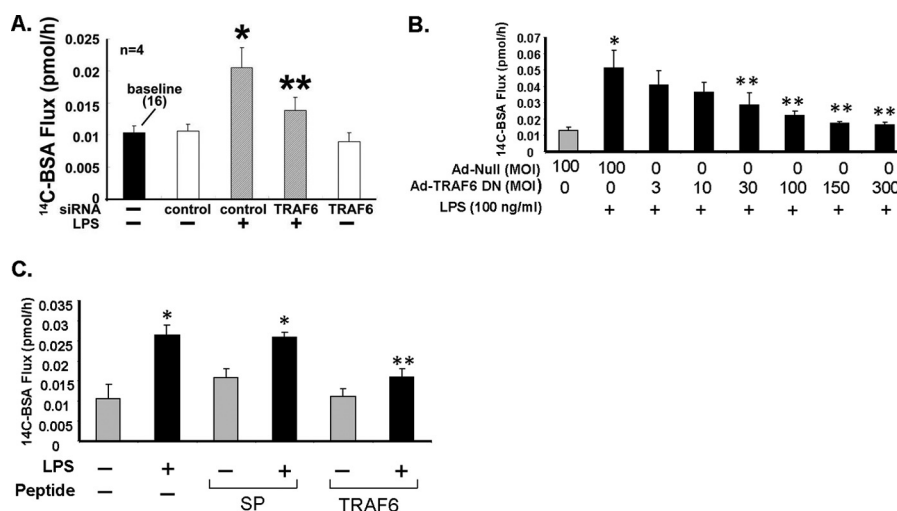 A.
¹⁴C-BSA Flux (pmol/h)
0.025
0.02
0.015
0.01
0.005
0
n=4
baseline
(16)
*
**
siRNA – control control TRAF6 TRAF6
LPS – – + + –
B.
14C-BSA Flux (pmol/h)
0.07
0.06
0.05
0.04
0.03
0.02
0.01
0
*
**
**
**
**
Ad-Null (MOI) 100 100 0 0 0 0 0 0
Ad-TRAF6 DN (MOI) 0 0 3 10 30 100 150 300
LPS (100 ng/ml) + + + + + + +
C.
14C-BSA Flux (pmol/h)
0.035
0.03
0.025
0.02
0.015
0.01
0.005
0
*
*
**
LPS – + – + – +
Peptide – –
SP TRAF6